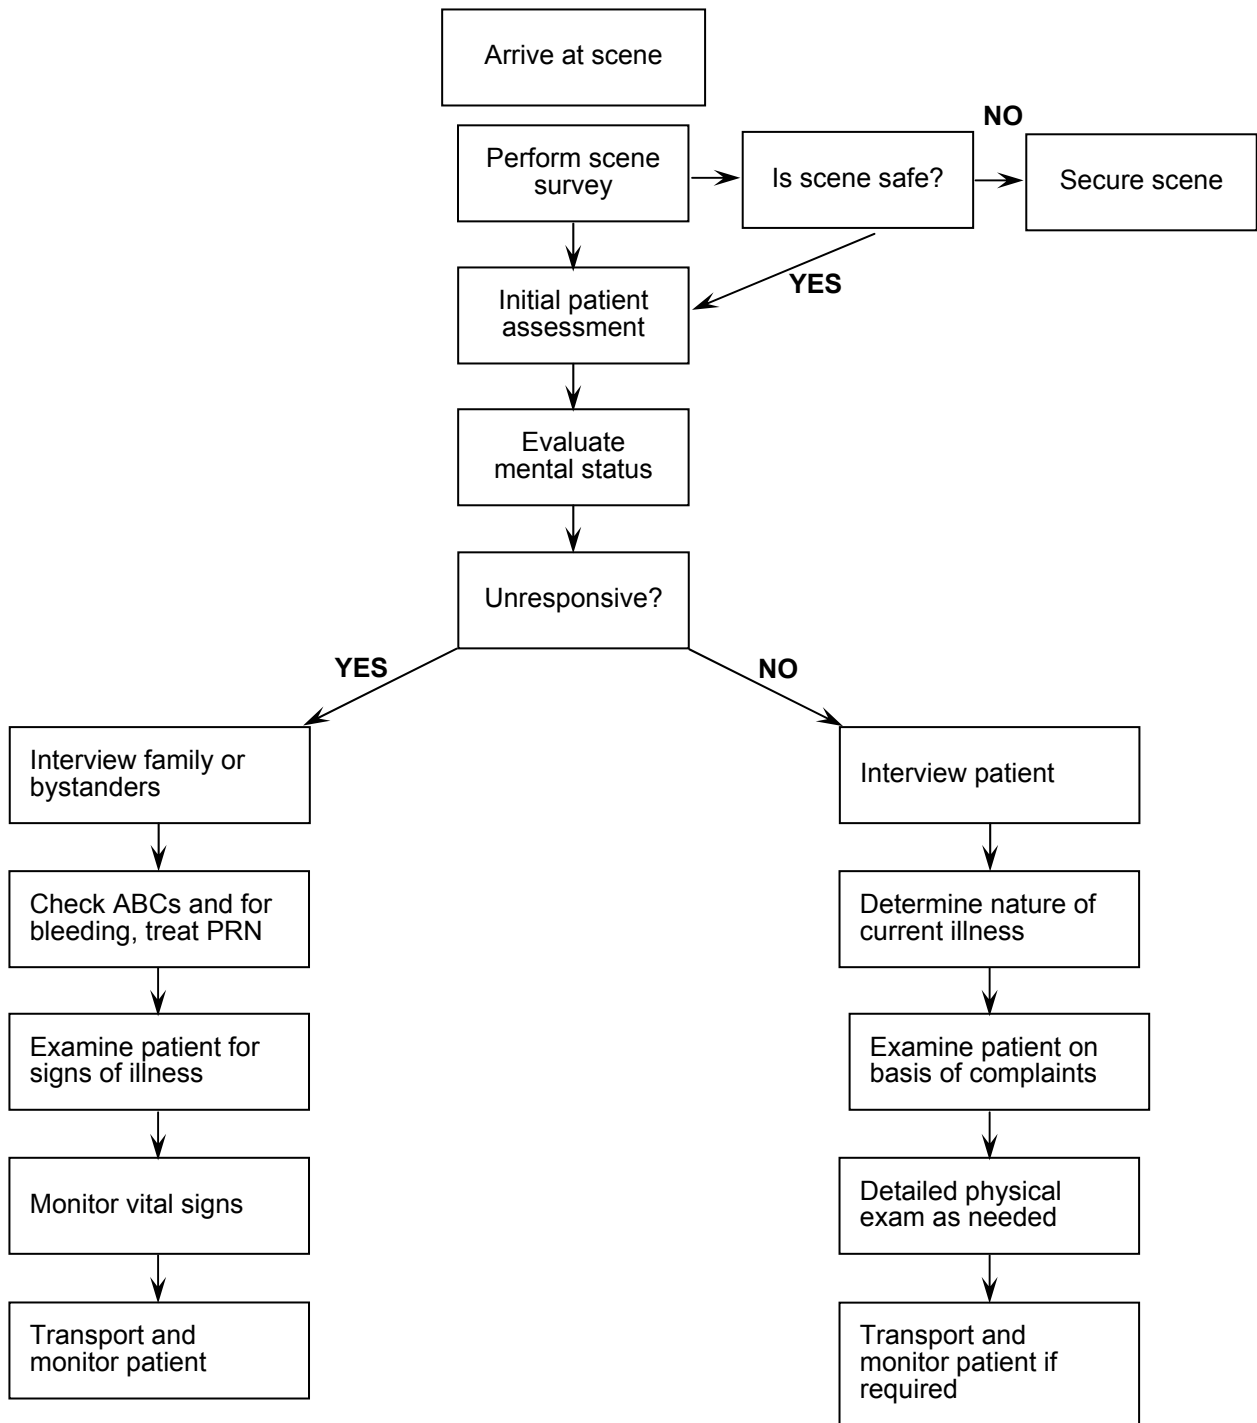 Arrive at scene
NO
Perform scene
survey
Is scene safe?
Secure scene
YES
Initial patient
assessment
Evaluate
mental status
Unresponsive?
YES
NO
Interview family or
bystanders
Interview patient
Check ABCs and for
bleeding, treat PRN
Determine nature of
current illness
Examine patient for
signs of illness
Examine patient on
basis of complaints
Monitor vital signs
Detailed physical
exam as needed
Transport and
monitor patient
Transport and
monitor patient if
required